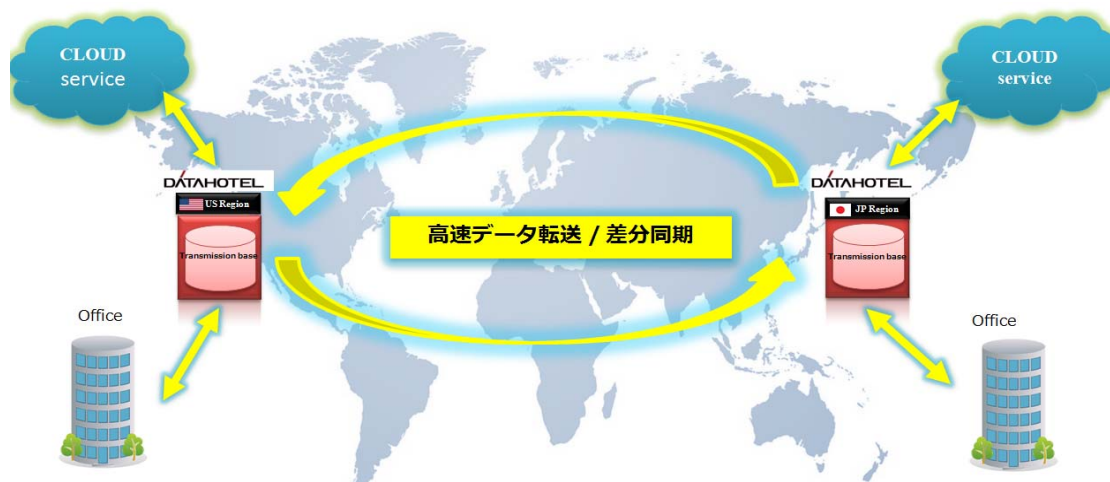 CLOUD
service
CLOUD
service
DATAHOTEL
US Region
Transmission base
DATAHOTEL
JP Region
Transmission base
高速データ転送 / 差分同期
Office
Office